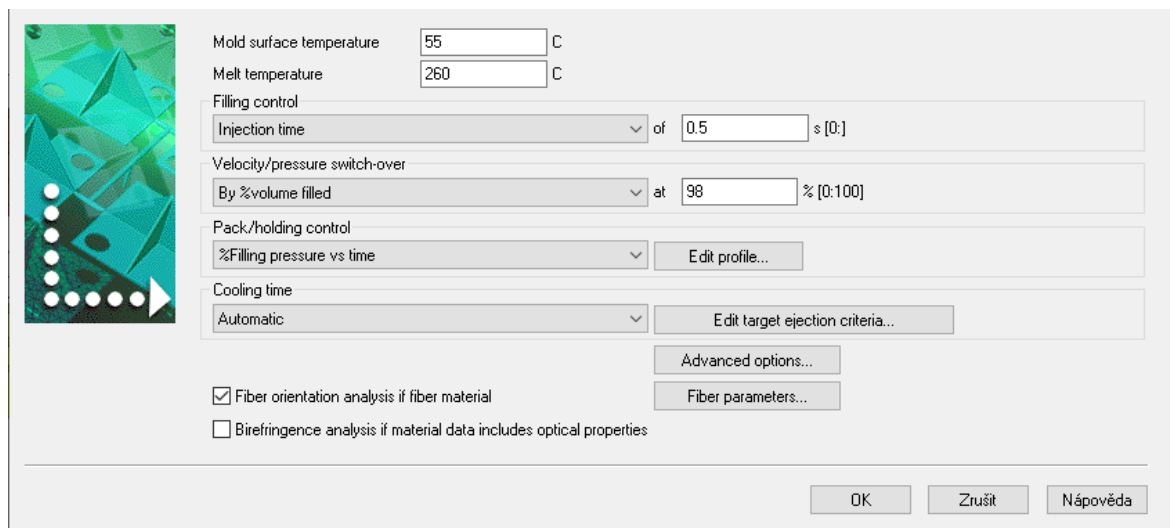 Mold surface temperature 55 C
Melt temperature 260 C
Filling control
Injection time of 0.5 s [0:]
Velocity/pressure switch-over
By %volume filled at 98 % [0:100]
Pack/holding control
%Filling pressure vs time Edit profile...
Cooling time
Automatic Edit target ejection criteria...
Advanced options...
Fiber orientation analysis if fiber material Fiber parameters...
Birefringence analysis if material data includes optical properties
OK Zrušit Nápověda